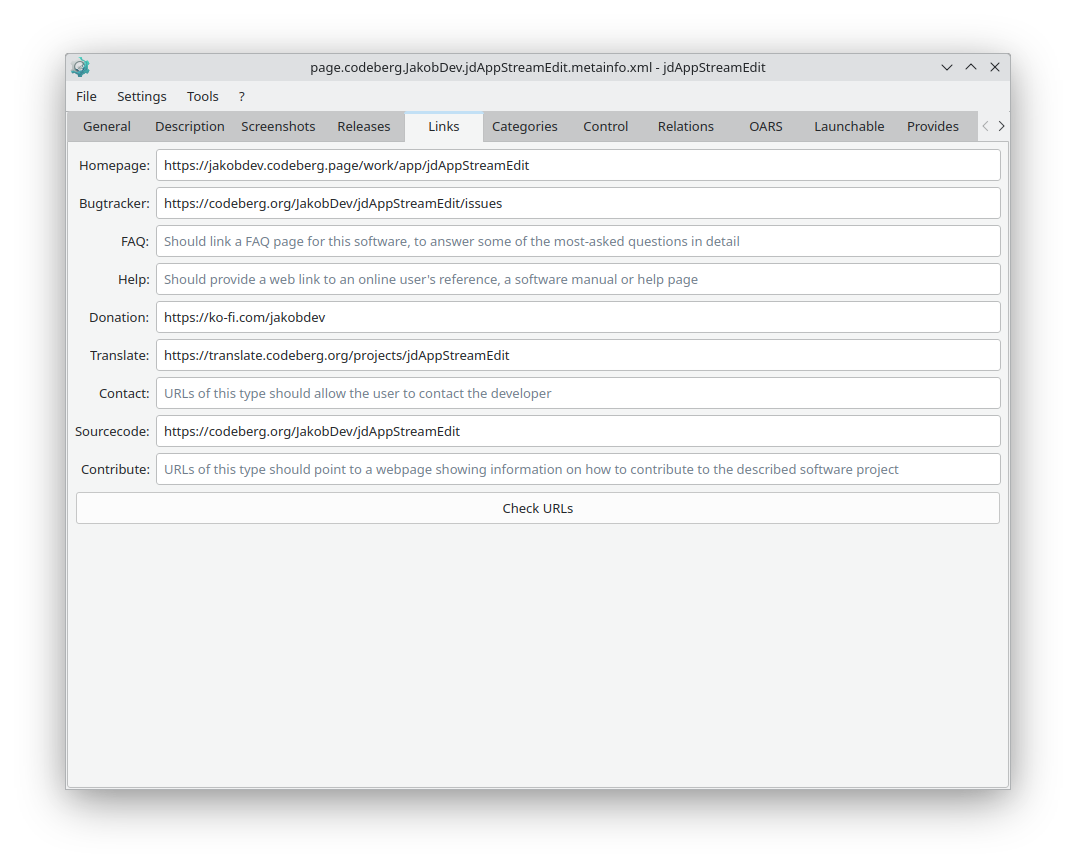 page.codeberg.JakobDev.jdAppStreamEdit.metainfo.xml - jdAppStreamEdit
File Settings Tools ?
General Description Screenshots Releases Links Categories Control Relations OARS Launchable Provides
Homepage: https://jakobdev.codeberg.page/work/app/jdAppStreamEdit
Bugtracker: https://codeberg.org/JakobDev/jdAppStreamEdit/issues
FAQ: Should link a FAQ page for this software, to answer some of the most-asked questions in detail
Help: Should provide a web link to an online user's reference, a software manual or help page
Donation: https://ko-fi.com/jakobdev
Translate: https://translate.codeberg.org/projects/jdAppStreamEdit
Contact: URLs of this type should allow the user to contact the developer
Sourcecode: https://codeberg.org/JakobDev/jdAppStreamEdit
Contribute: URLs of this type should point to a webpage showing information on how to contribute to the described software project
Check URLs